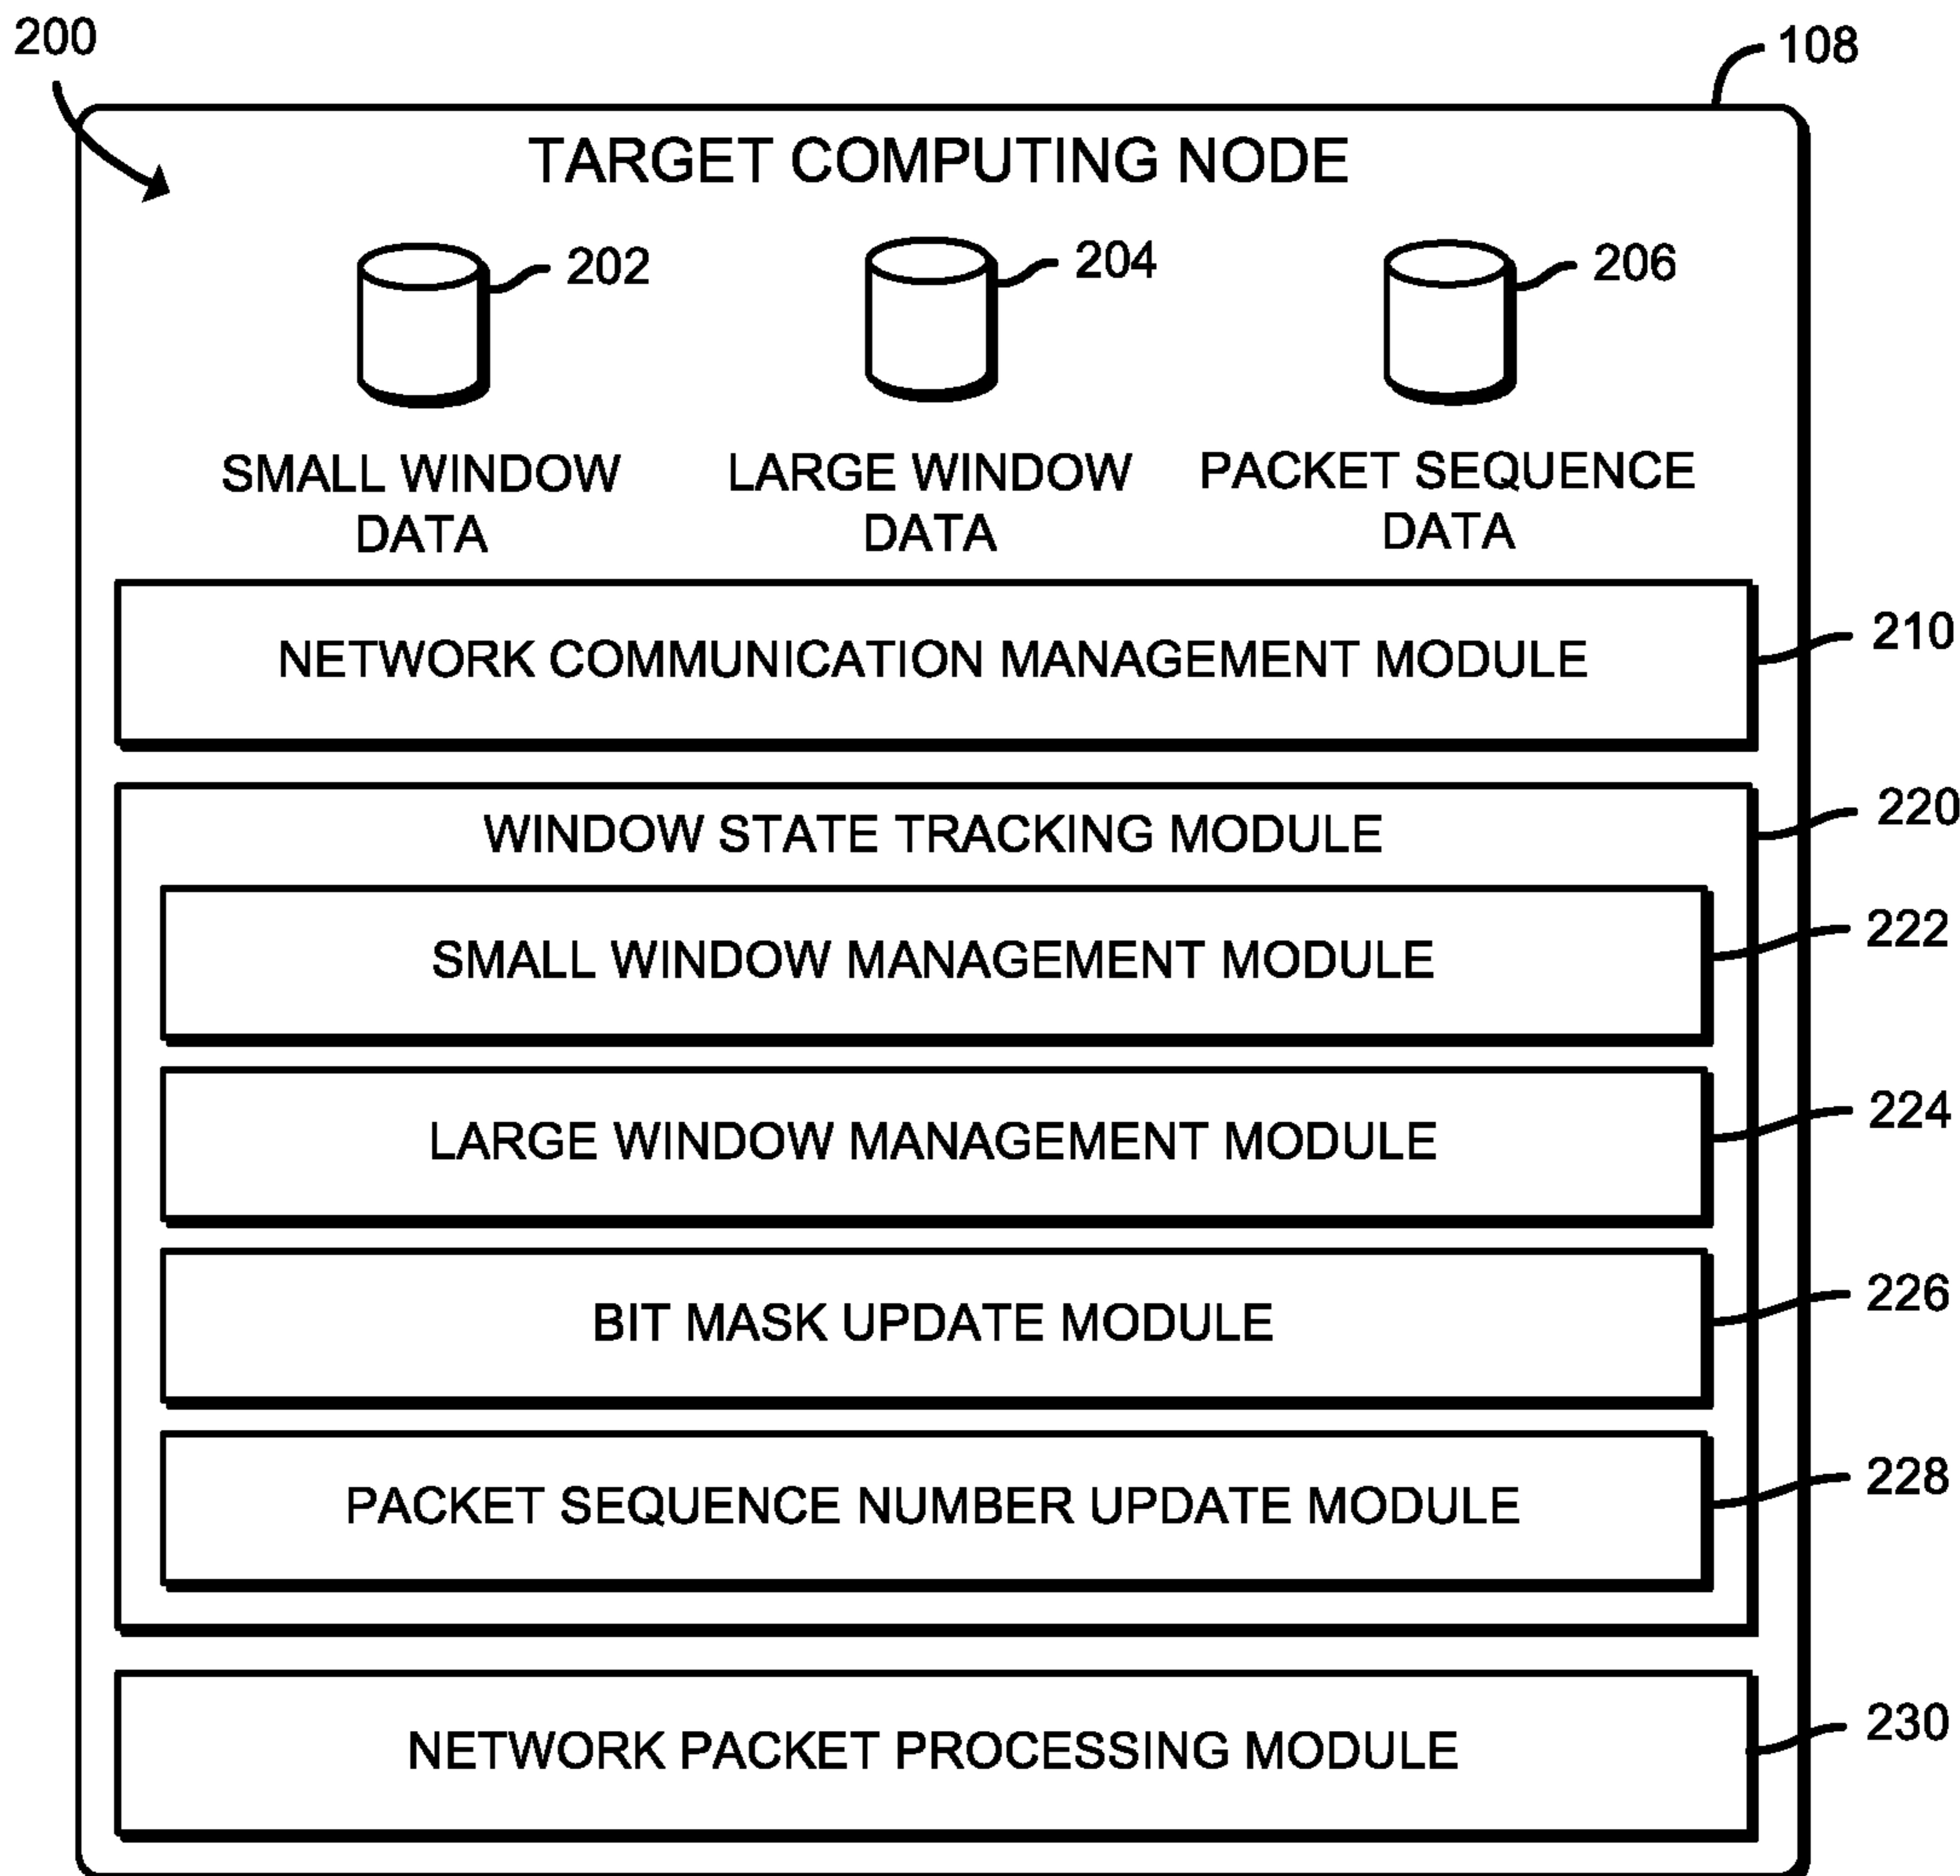 200
108
TARGET COMPUTING NODE
202
204
206
SMALL WINDOW
DATA
LARGE WINDOW
DATA
PACKET SEQUENCE
DATA
NETWORK COMMUNICATION MANAGEMENT MODULE
210
WINDOW STATE TRACKING MODULE
220
SMALL WINDOW MANAGEMENT MODULE
222
LARGE WINDOW MANAGEMENT MODULE
224
BIT MASK UPDATE MODULE
226
PACKET SEQUENCE NUMBER UPDATE MODULE
228
NETWORK PACKET PROCESSING MODULE
230